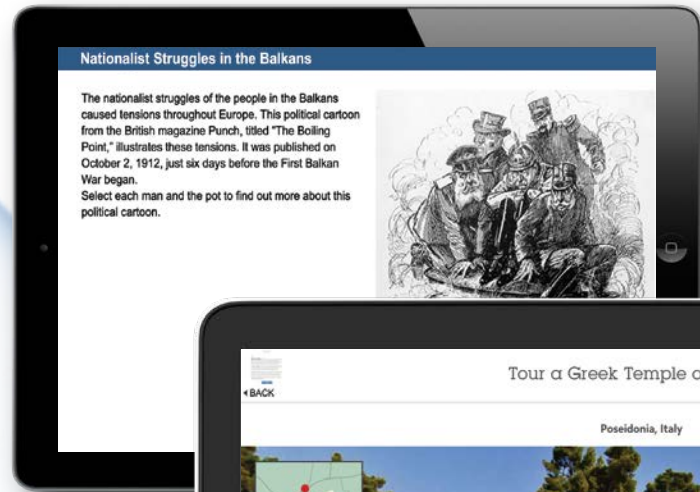 Nationalist Struggles in the Balkans
The nationalist struggles of the people in the Balkans
caused tensions throughout Europe. This political cartoon
from the British magazine Punch, titled "The Boiling
Point," illustrates these tensions. It was published on
October 2, 1912, just six days before the First Balkan
War began.
Select each man and the pot to find out more about this
political cartoon.
Tour a Greek Temple a
BACK
Poseidonia, Italy